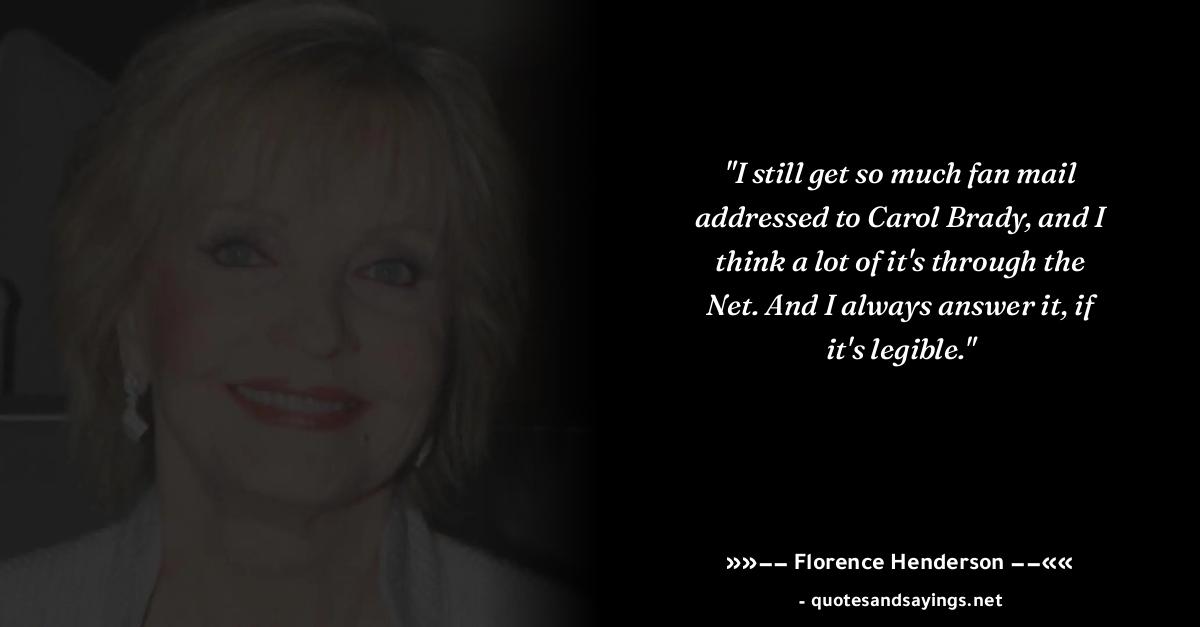 "I still get so much fan mail
addressed to Carol Brady, and I
think a lot of it's through the
Net. And I always answer it, if
it's legible."
»»–– Florence Henderson ––««
- quotesandsayings.net